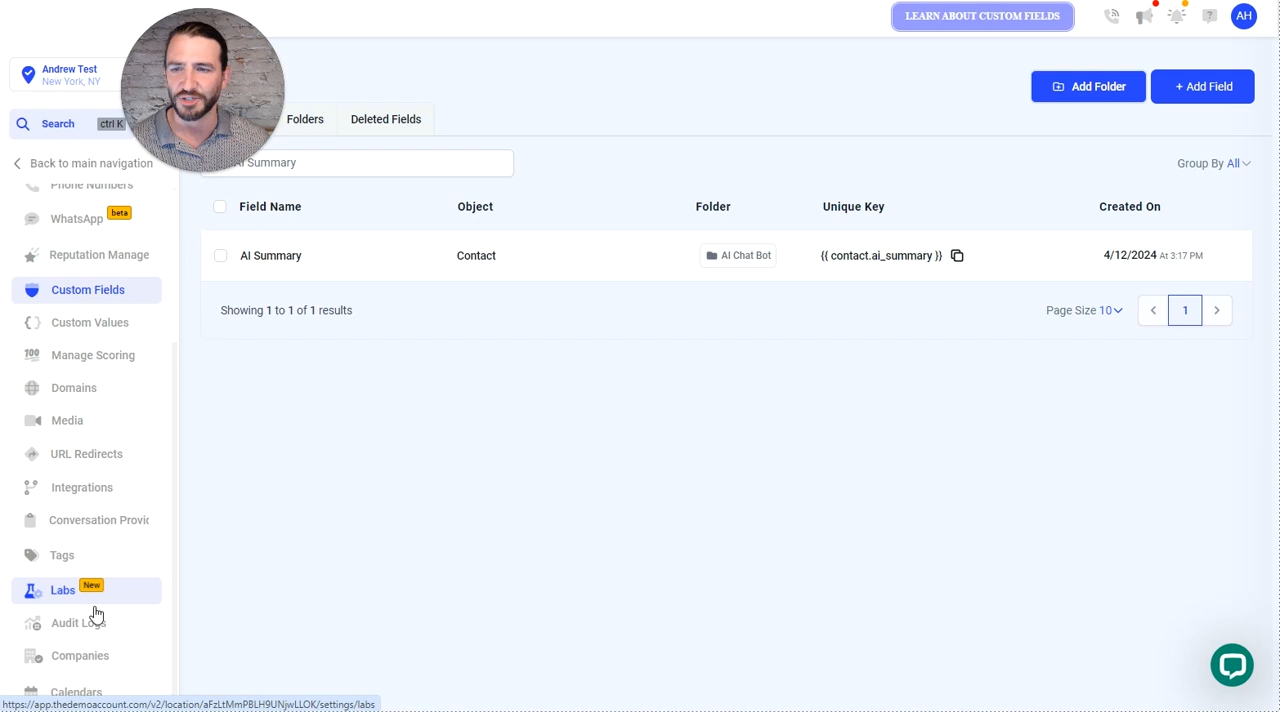 LEARN ABOUT CUSTOM FIELDS
AH
Andrew Test
New York, NY
Search
ctrl K
Back to main navigation
Phone Numbers
WhatsApp
beta
Reputation Manage
Custom Fields
Custom Values
Manage Scoring
Domains
Media
URL Redirects
Integrations
Conversation Provic
Tags
Labs
New
Audit Logs
Companies
Calendars
Add Folder
+ Add Field
Folders
Deleted Fields
AI Summary
Group By All
Field Name
Object
Folder
Unique Key
Created On
AI Summary
Contact
AI Chat Bot
{{ contact.ai_summary }}
4/12/2024 At 3:17 PM
Showing 1 to 1 of 1 results
Page Size 10
1
https://app.thedemoaccount.com/v2/location/aFzLtMmPBLH9UNjwLLOK/settings/labs